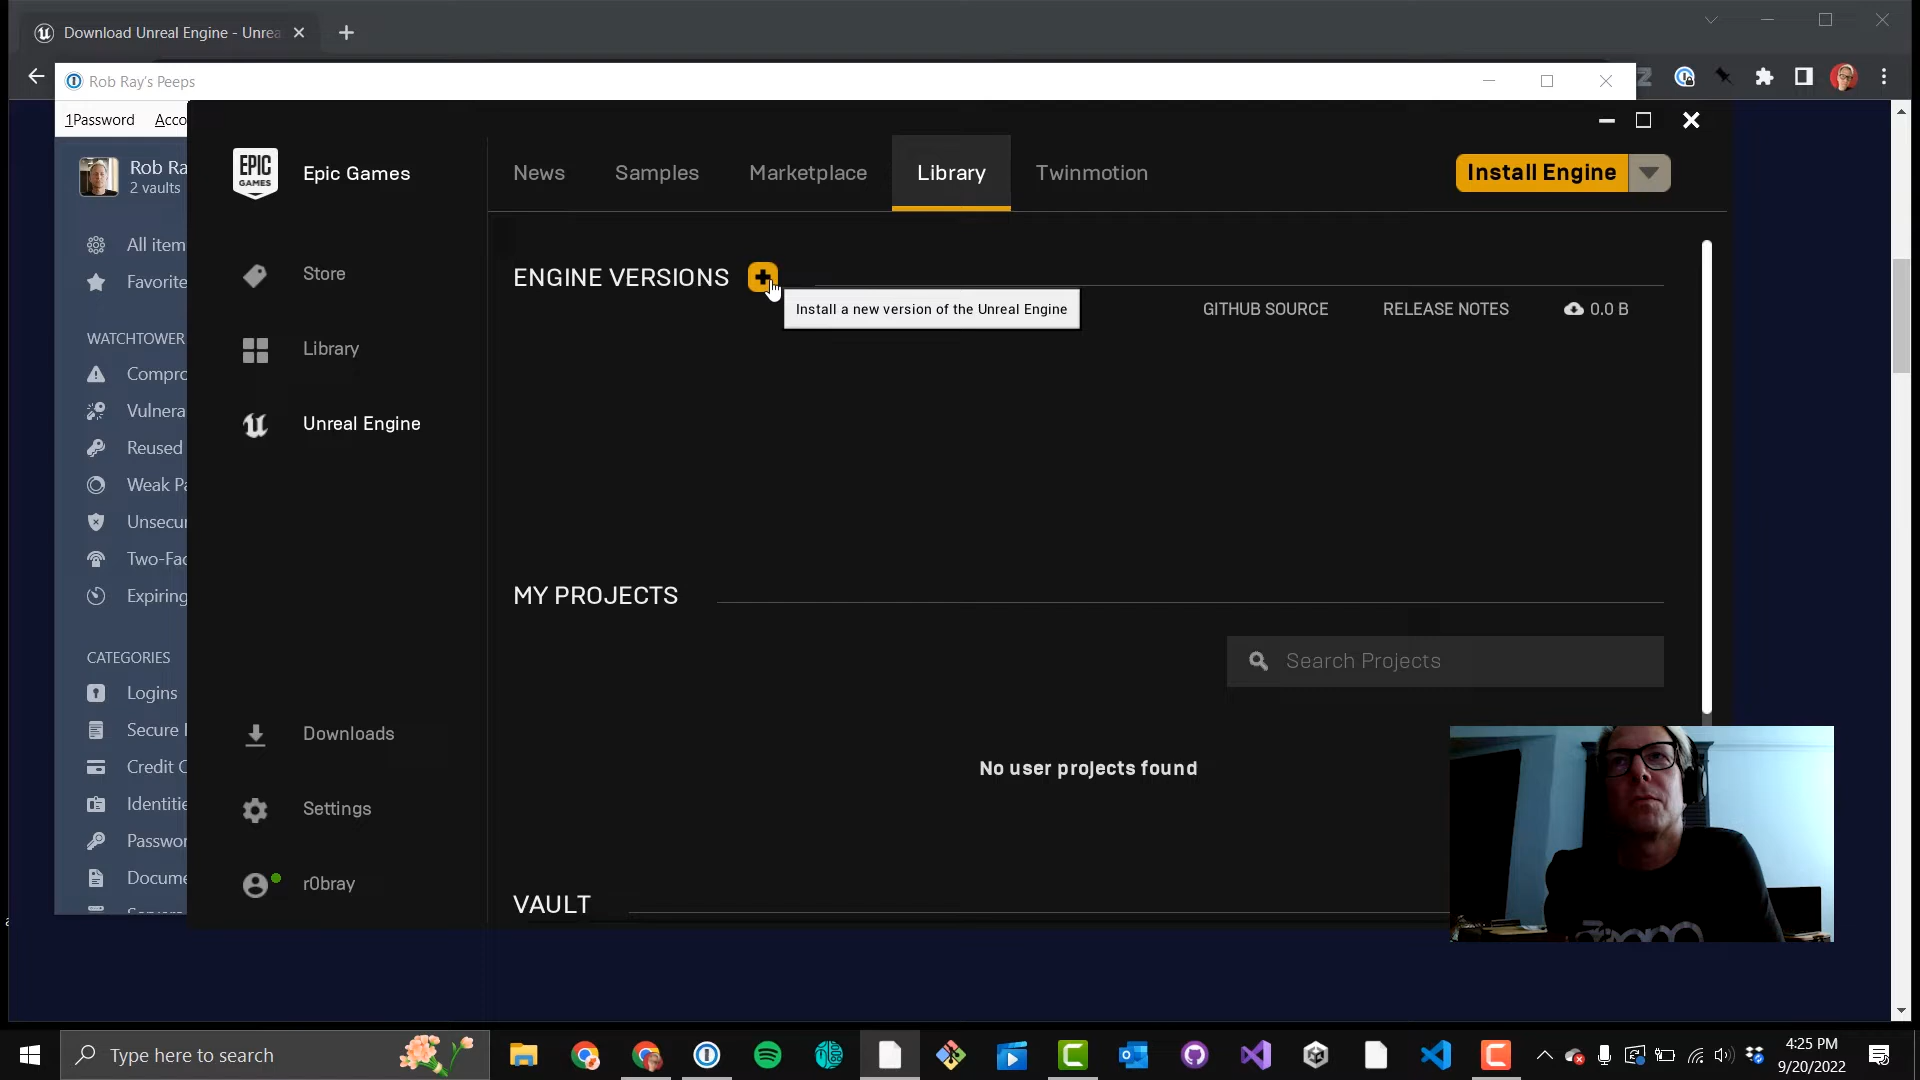 Download Unreal Engine - Unrea
Rob Ray's Peeps
1Password Acco
Rob Ra
2 vaults
All item
Favorite
WATCHTOWER
Compro
Vulnera
Reused
Weak Pa
Unsecur
Two-Fac
Expiring
CATEGORIES
Logins
Secure
Credit C
Identitie
Passwor
Docume
EPIC
GAMES
Epic Games
Store
Library
Unreal Engine
Downloads
Settings
r0bray
News Samples Marketplace Library Twinmotion
Install Engine
ENGINE VERSIONS
Install a new version of the Unreal Engine
GITHUB SOURCE RELEASE NOTES 0.0 B
MY PROJECTS
Search Projects
No user projects found
VAULT
Type here to search
4:25 PM
9/20/2022